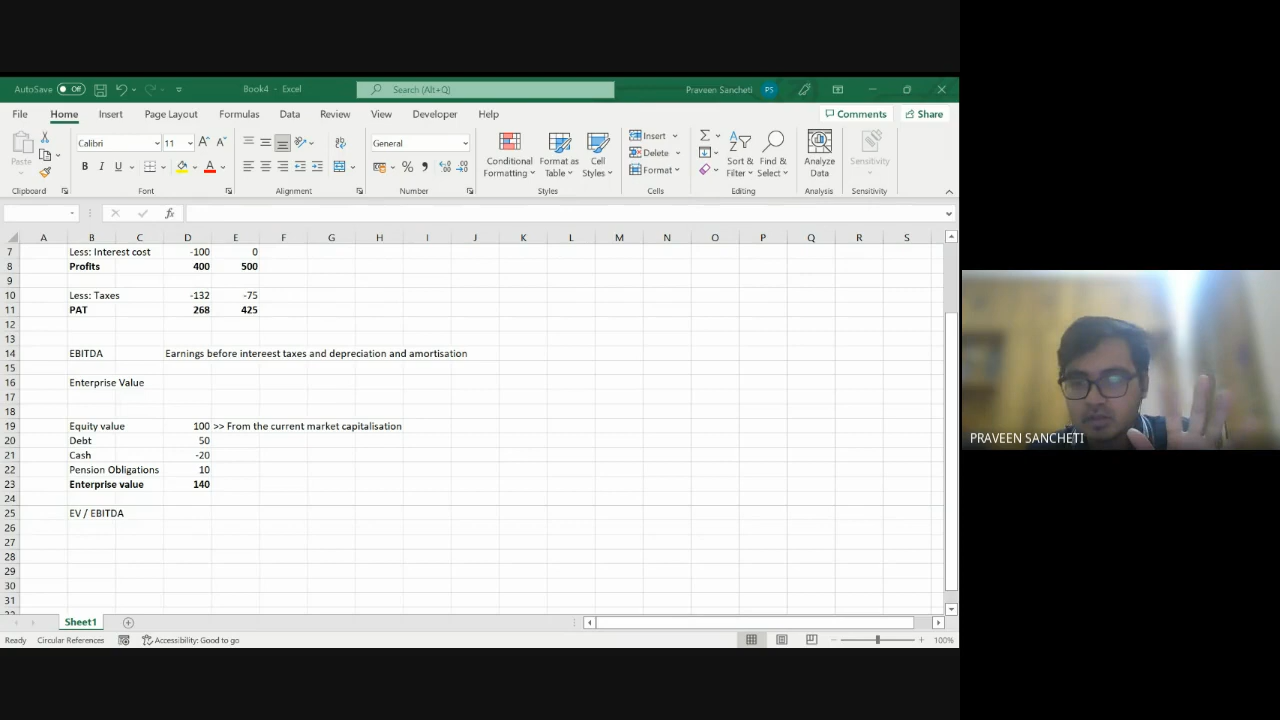 AutoSave Off Book4 - Excel Search (Alt+Q) Praveen Sancheti PS
File Home Insert Draw Page Layout Formulas Data Review View Developer Help Comments Share
Paste Calibri 11 A A ab General Conditional Formatting Format as Table Cell Styles Insert Delete Format Sort & Filter Find & Select Analyze Data Sensitivity
B I U A % ,
Clipboard Font Alignment Number Styles Cells Editing Analysis Sensitivity
fx
A B C D E F G H I J K L M N O P Q R S
7 Less: Interest cost -100 0
8 Profits 400 500
9
10 Less: Taxes -132 -75
11 PAT 268 425
12
13
14 EBITDA Earnings before intereest taxes and depreciation and amortisation
15
16 Enterprise Value
17
18
19 Equity value 100 >> From the current market capitalisation
20 Debt 50
21 Cash -20
22 Pension Obligations 10
23 Enterprise value 140
24
25 EV / EBITDA
26
27
28
29
30
31
Sheet1
Ready Circular References Accessibility: Good to go 100%
PRAVEEN SANCHETI